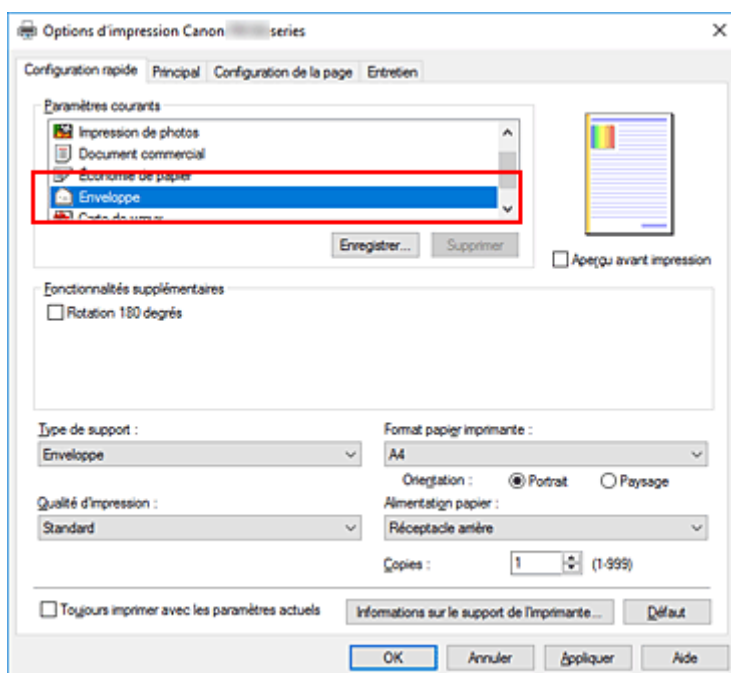 Options d'impression Canon series
Configuration rapide Principal Configuration de la page Entretien
Paramètres courants
Impression de photos
Document commercial
Économie de papier
Enveloppe
Carte de vœux
Enregistrer... Supprimer
Aperçu avant impression
Fonctionnalités supplémentaires
Rotation 180 degrés
Type de support : Format papier imprimante :
Enveloppe A4
Orientation : Portrait Paysage
Qualité d'impression : Alimentation papier :
Standard Réceptacle arrière
Copies : 1 (1-999)
Toujours imprimer avec les paramètres actuels Informations sur le support de l'imprimante... Défaut
OK Annuler Appliquer Aide